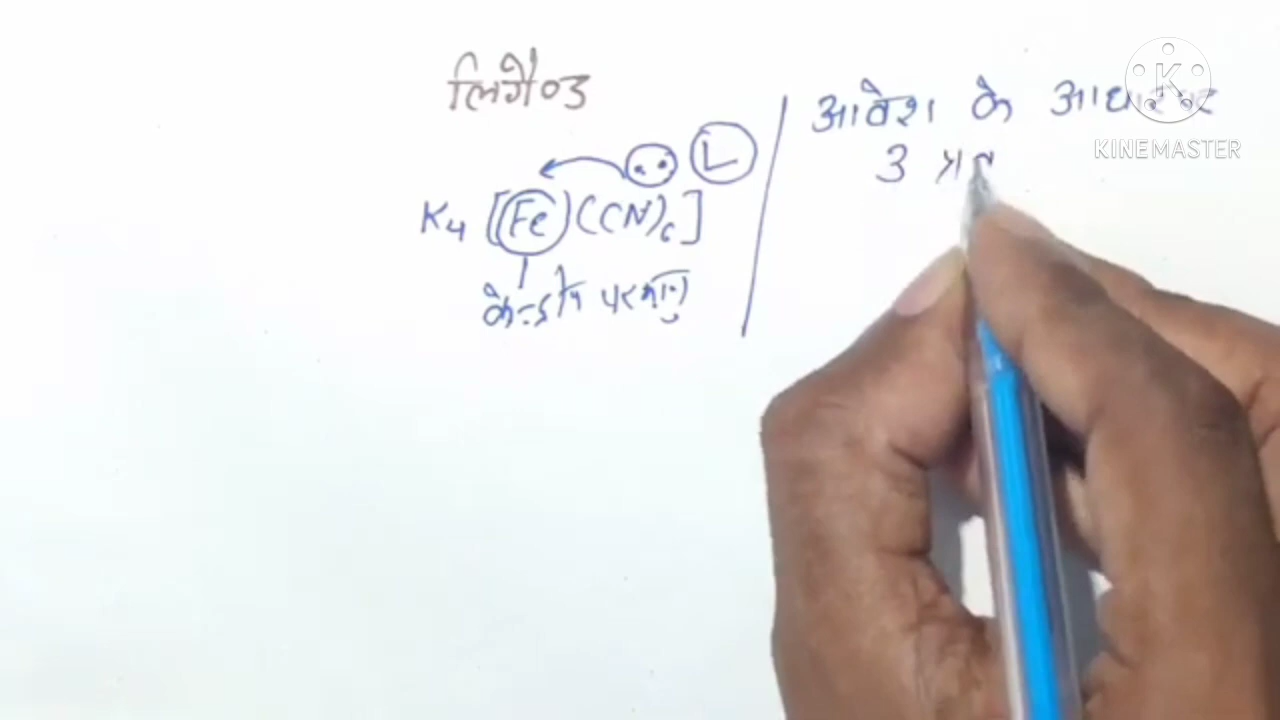 लिगैण्ड
L
K4 [(Fe)(CN)6]
केन्द्रीय परमाणु
आवेश के आधार पर
3 प्रक
K
KINEMASTER